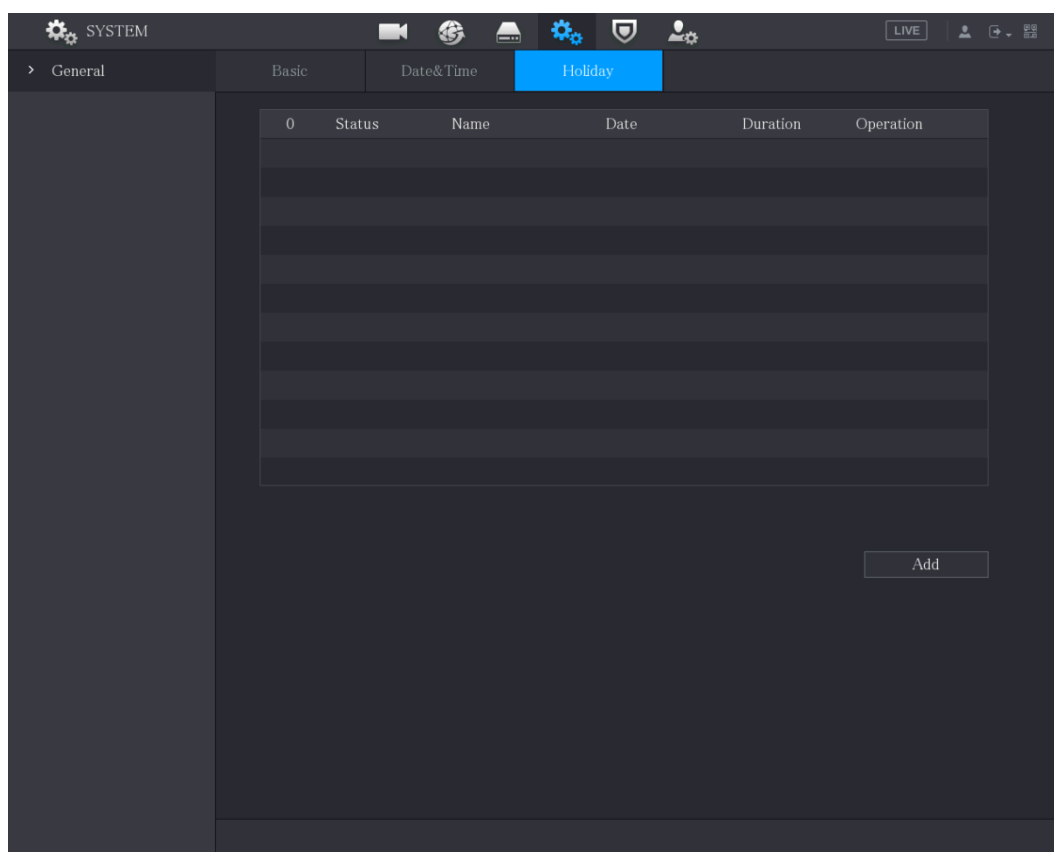 SYSTEM LIVE
General Basic Date&Time Holiday
0 Status Name Date Duration Operation
Add